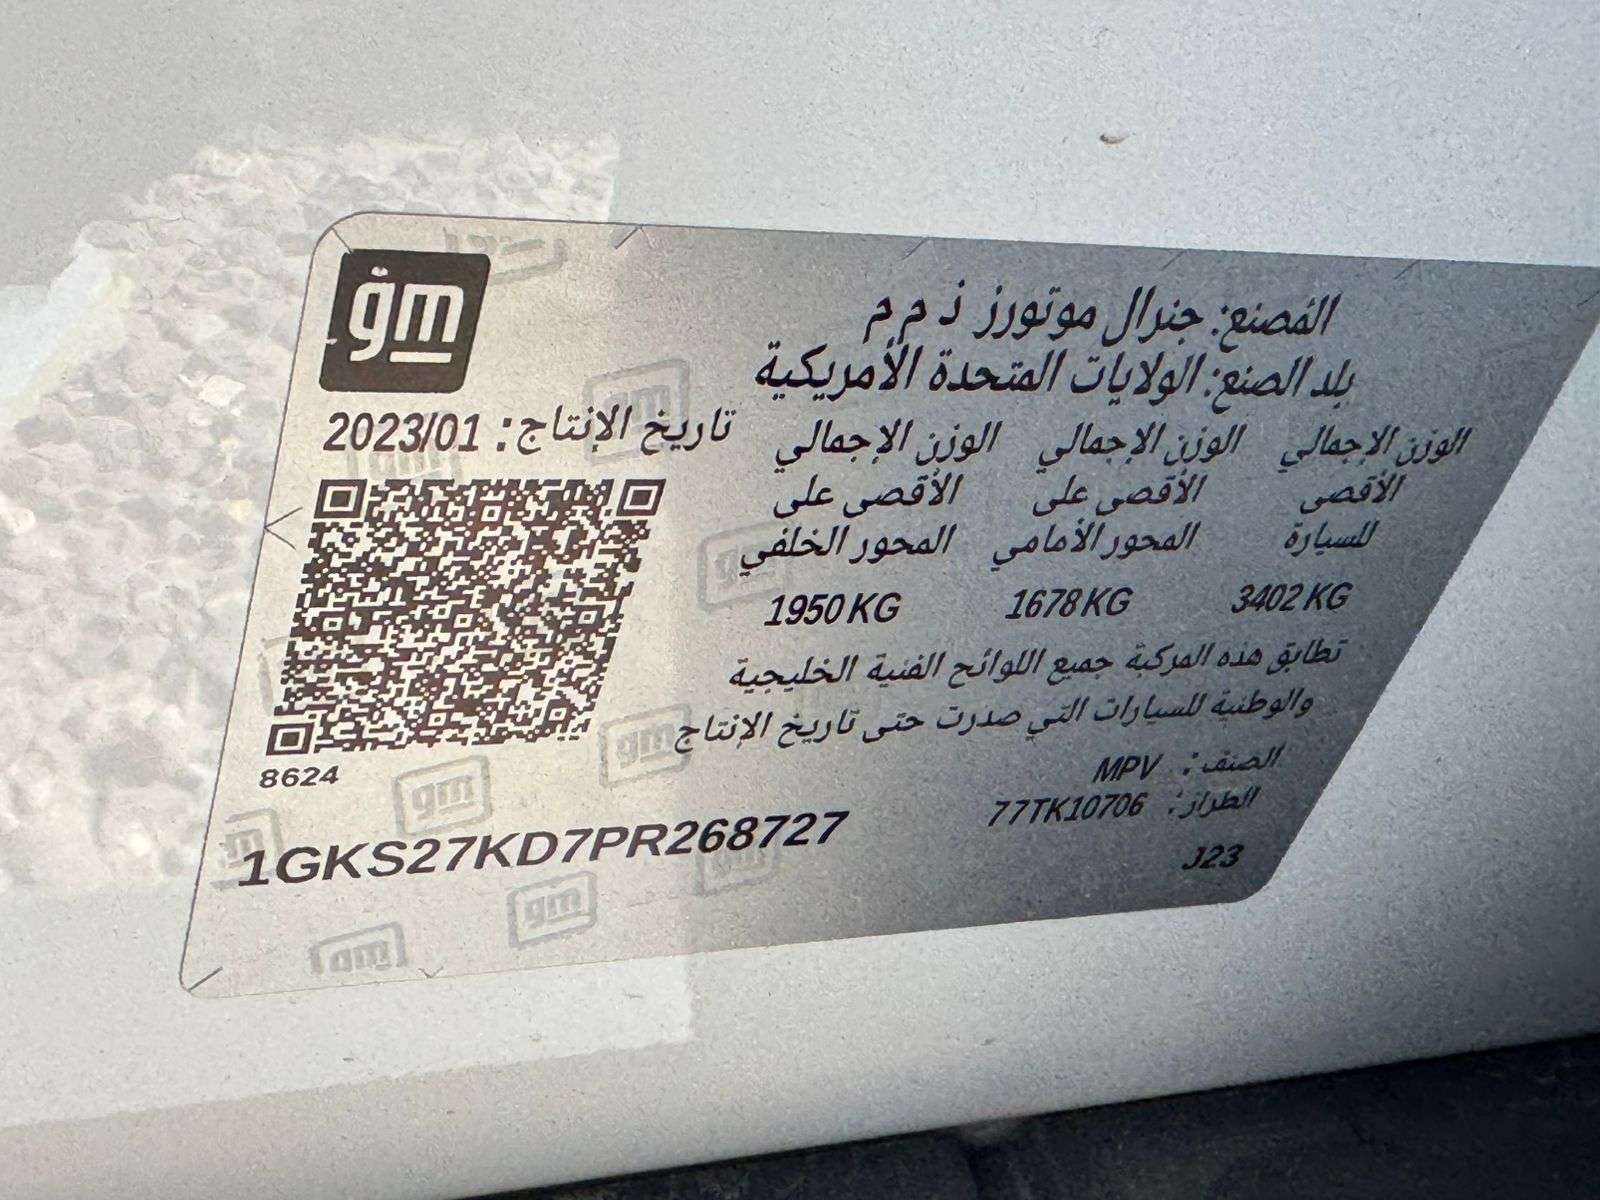 gm
المُصنع: جنرال موتورز ذ م م
بلد الصنع: الولايات المتحدة الأمريكية
تاريخ الإنتاج: 2023/01
الوزن الإجمالي الوزن الإجمالي الوزن الإجمالي
الأقصى الأقصى على الأقصى على
للسيارة المحور الأمامي المحور الخلفي
3402 KG 1678 KG 1950 KG
تطابق هذه المركبة جميع اللوائح الفنية الخليجية
والوطنية للسيارات التي صدرت حتى تاريخ الإنتاج
الصنف: MPV
8624
الطراز: 77TK10706
1GKS27KD7PR268727
J23